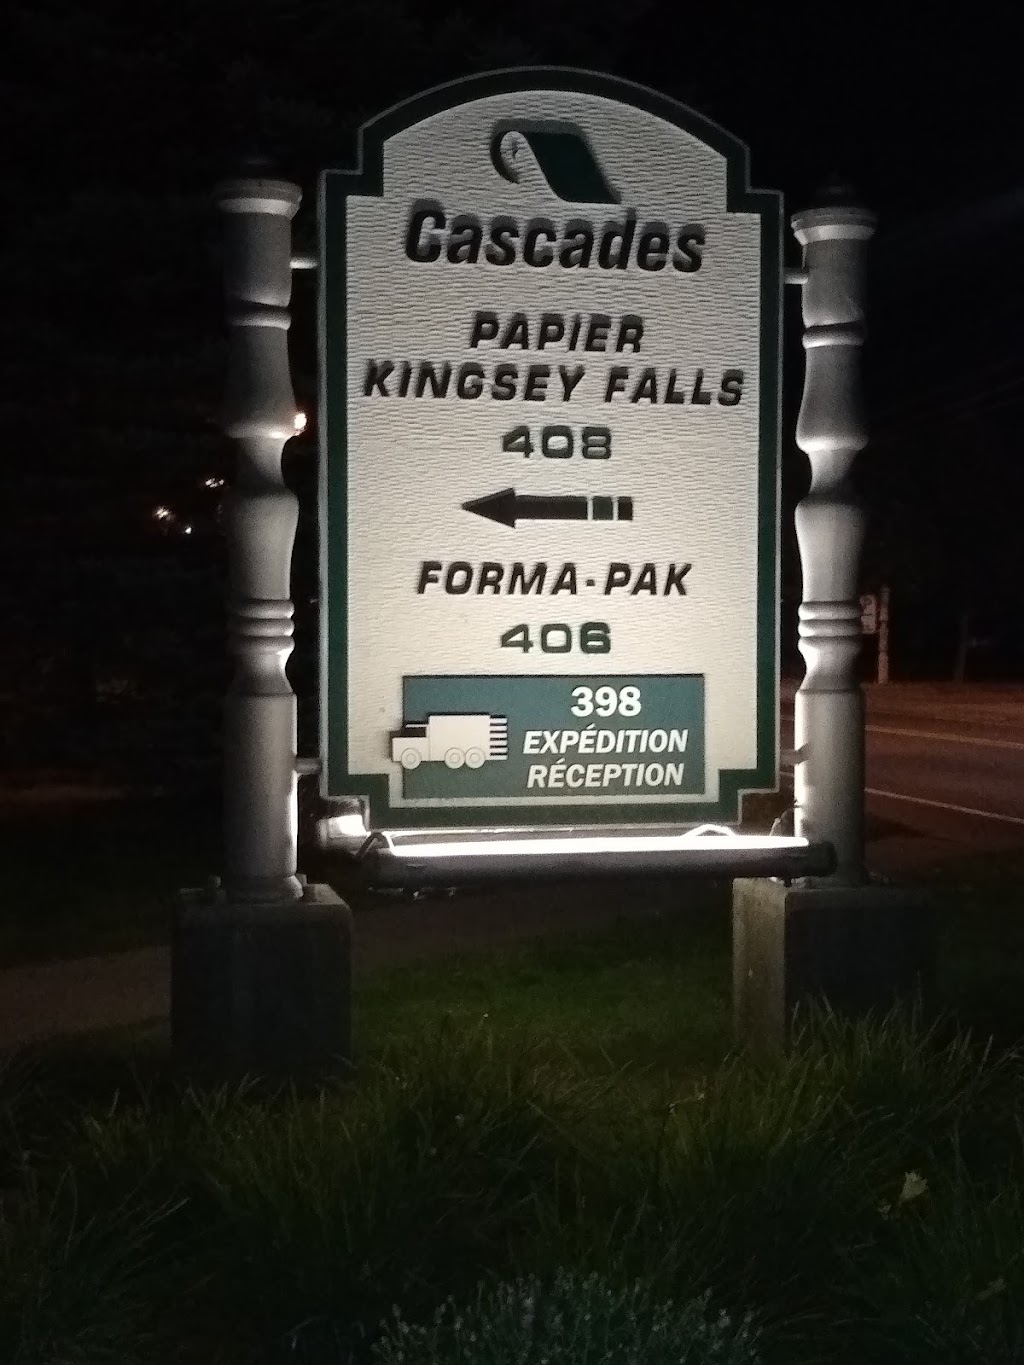 Cascades
PAPIER
KINGSEY FALLS
408
FORMA-PAK
406
398
EXPÉDITION
RÉCEPTION